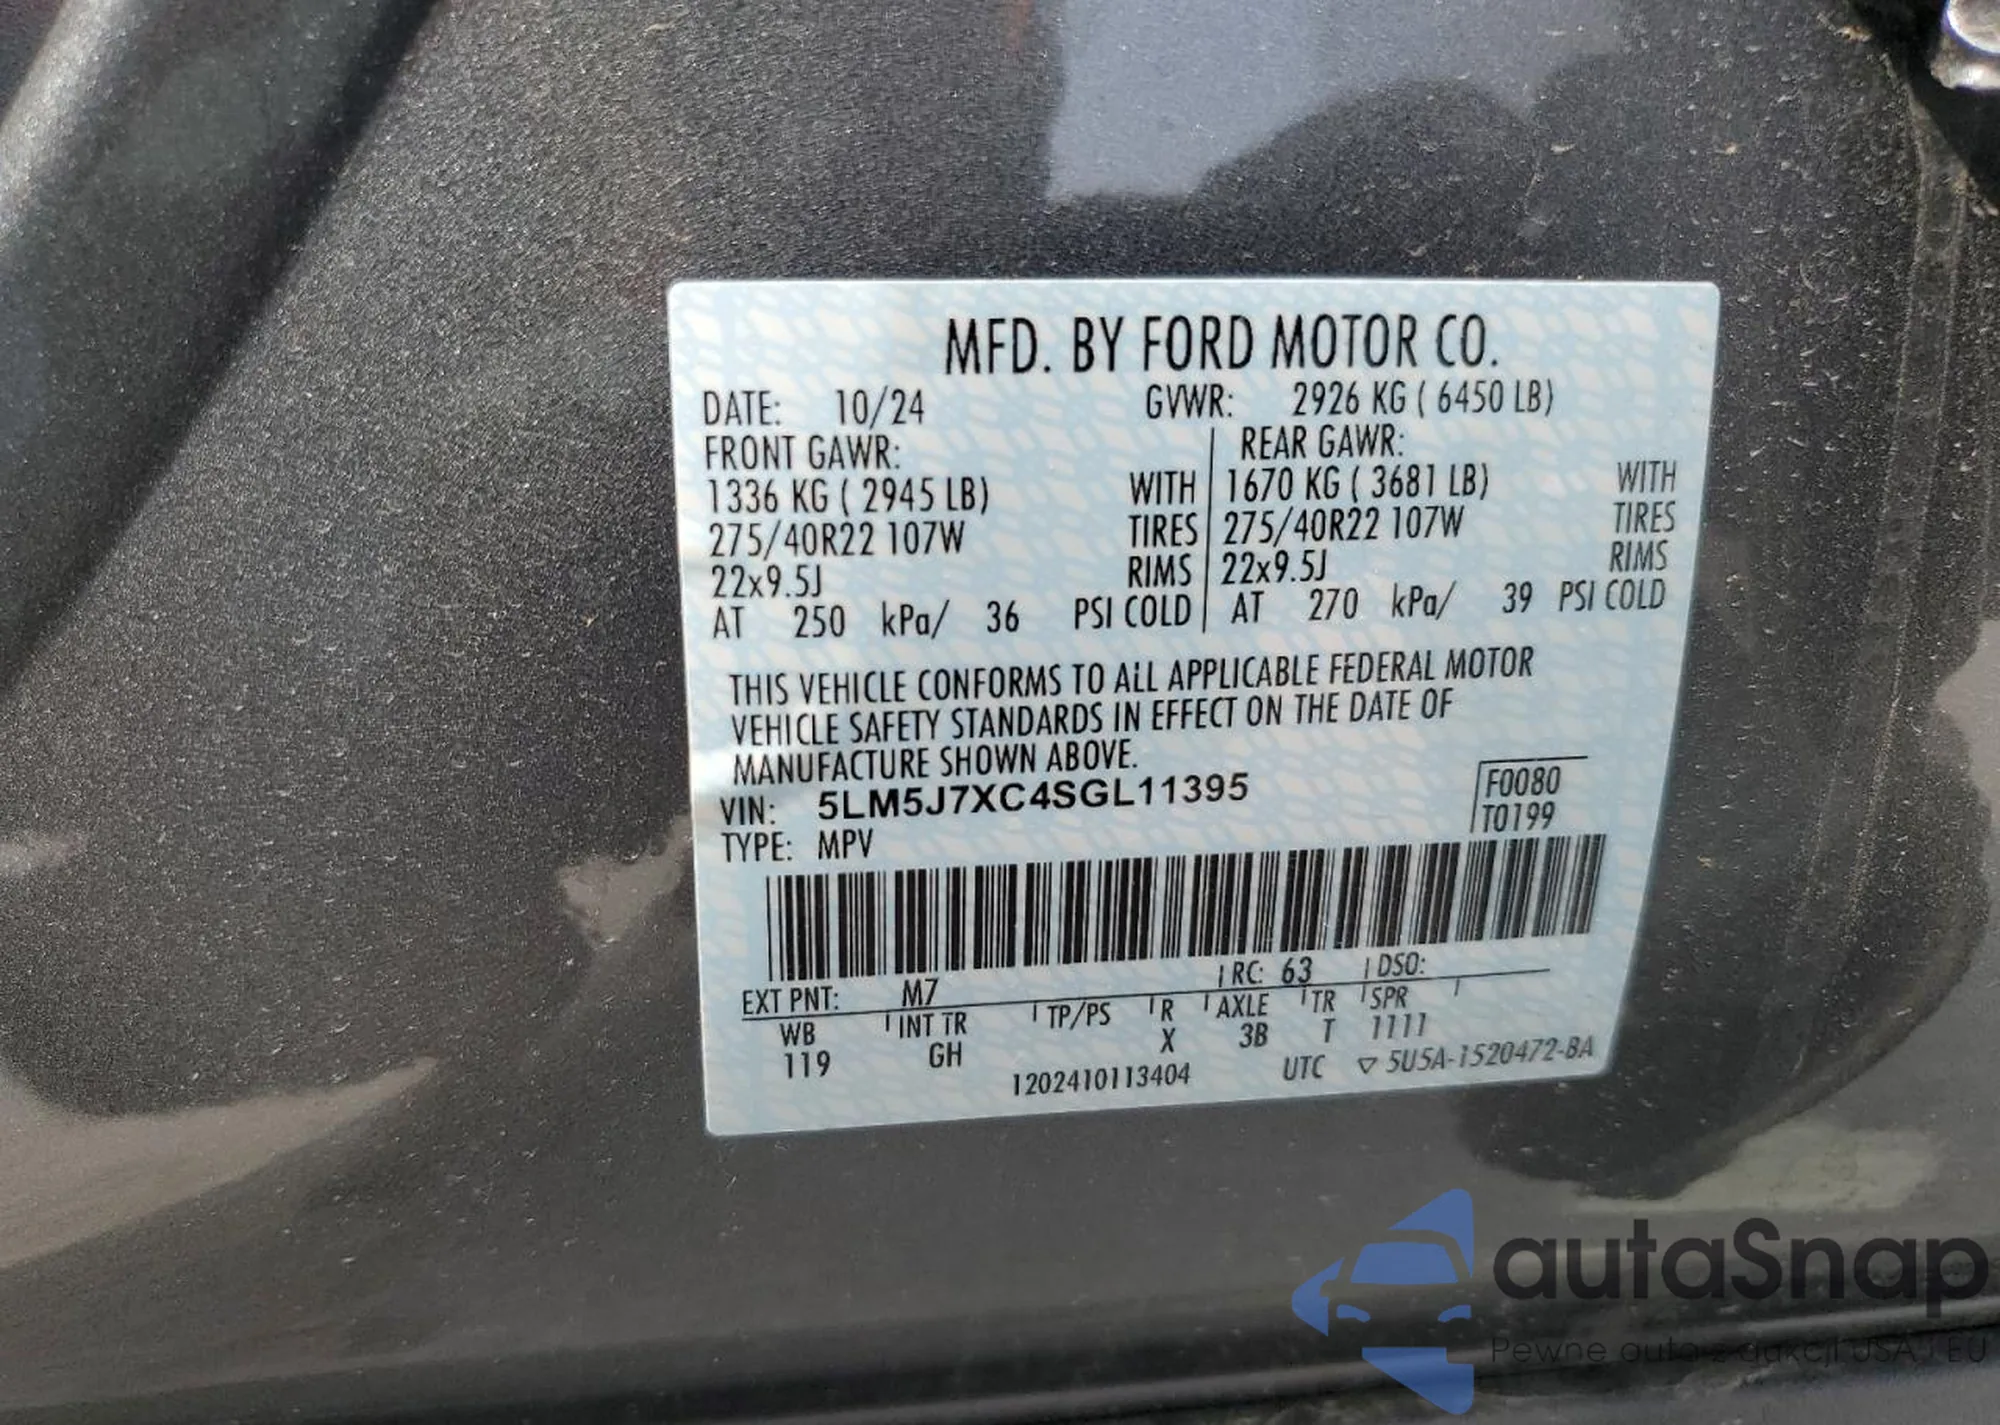 MFD. BY FORD MOTOR CO.
DATE: 10/24 GVWR: 2926 KG ( 6450 LB)
FRONT GAWR: REAR GAWR:
1336 KG ( 2945 LB) WITH 1670 KG ( 3681 LB) WITH
275/40R22 107W TIRES 275/40R22 107W TIRES
22x9.5J RIMS 22x9.5J RIMS
AT 250 kPa/ 36 PSI COLD AT 270 kPa/ 39 PSI COLD
THIS VEHICLE CONFORMS TO ALL APPLICABLE FEDERAL MOTOR
VEHICLE SAFETY STANDARDS IN EFFECT ON THE DATE OF
MANUFACTURE SHOWN ABOVE.
VIN: 5LM5J7XC4SGL11395 F0080
TYPE: MPV T0199
EXT PNT: M7 RC: 63 DSO:
WB INT TR TP/PS R AXLE TR SPR
119 GH X 3B T 1111
1202410113404 UTC ▽ 5U5A-1520472-BA
autaSnap
Pewne auta z aukcji USA i EU